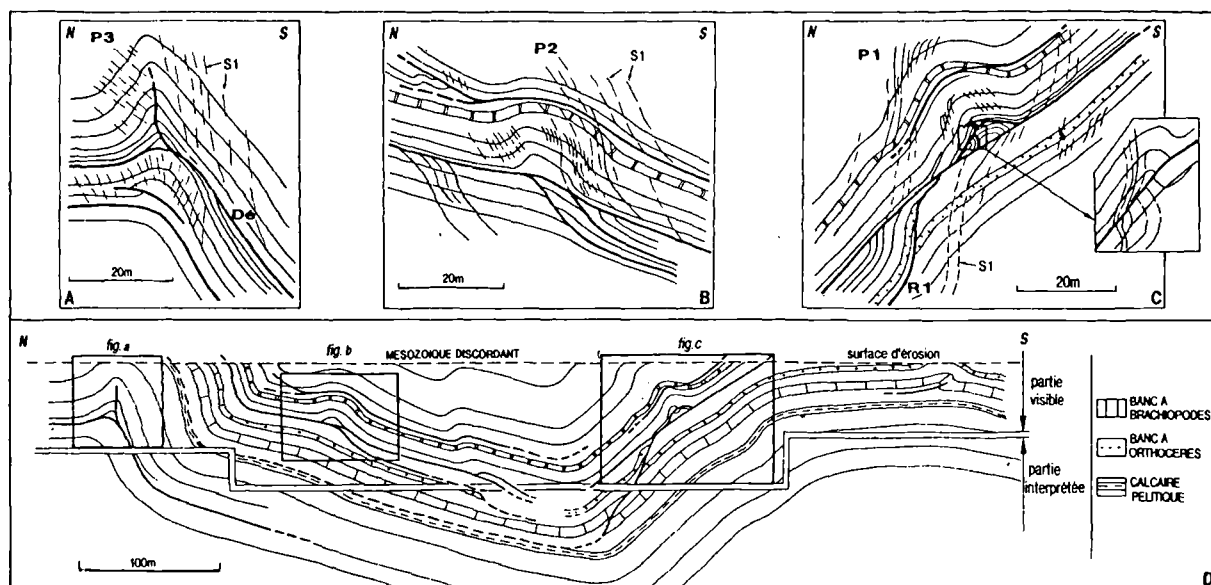 N S
P3
S1
D6
20m
A
N S
P2
S1
20m
B
N S
P1
S1
R1
20m
C
N S
fig. a
fig. b
MESOZOIQUE DISCORDANT
fig. c
surface d'érosion
partie
visible
partie
interprétée
BANC A
BRACHIOPODES
BANC A
ORTHOCERES
CALCAIRE
PELITIQUE
100m
D